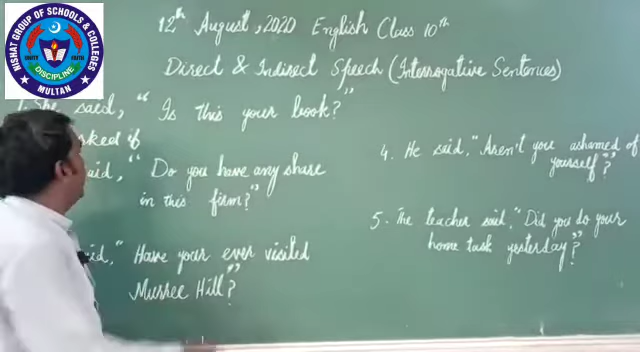 NISHAT GROUP OF SCHOOLS & COLLEGES
UNITY
FAITH
DISCIPLINE
MULTAN
12th August, 2020 English Class 10th
Direct & Indirect Speech (Interrogative Sentences)
1. She said, "Is this your book?"
asked if
said, "Do you have any share
in this firm?"
said, "Have your ever visited
Murree Hill"?
4. He said, "Aren't you ashamed of
yourself"?
5. The teacher said, "Did you do your
home task yesterday"?